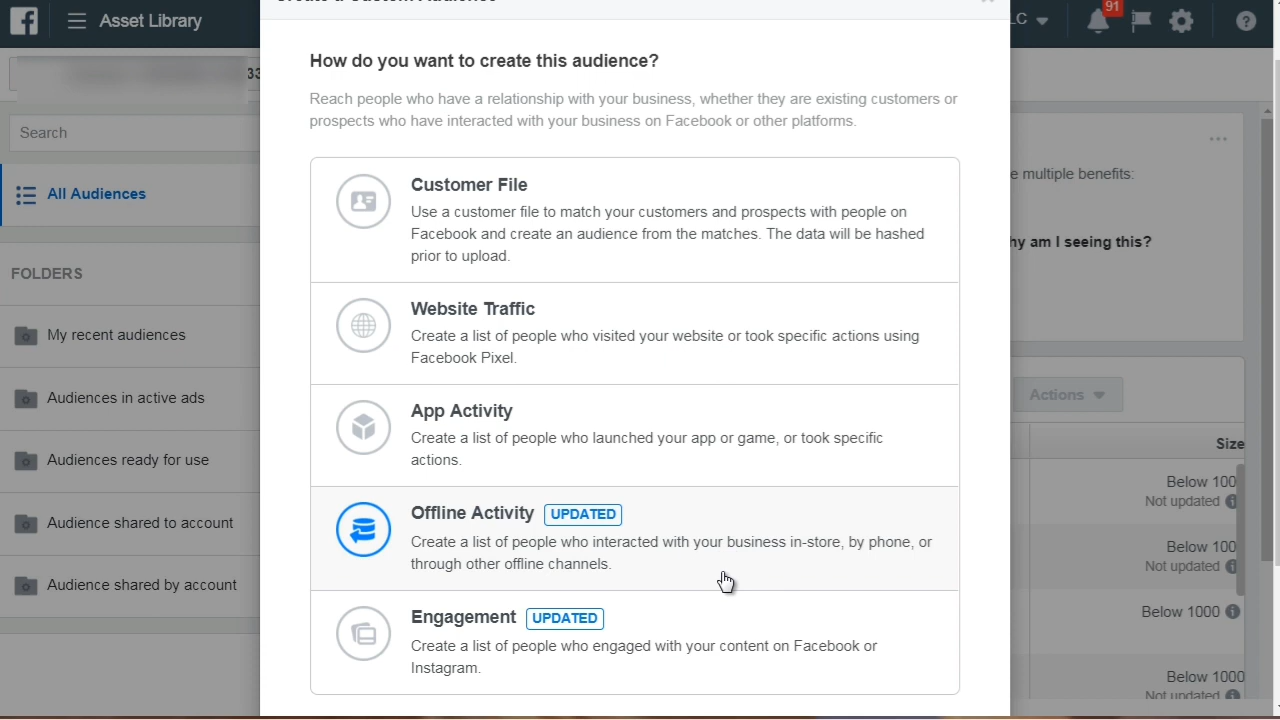 Asset Library
LC
91
33
Search
All Audiences
FOLDERS
My recent audiences
Audiences in active ads
Audiences ready for use
Audience shared to account
Audience shared by account
Create a Custom Audience
How do you want to create this audience?
Reach people who have a relationship with your business, whether they are existing customers or
prospects who have interacted with your business on Facebook or other platforms.
Customer File
Use a customer file to match your customers and prospects with people on
Facebook and create an audience from the matches. The data will be hashed
prior to upload.
Website Traffic
Create a list of people who visited your website or took specific actions using
Facebook Pixel.
App Activity
Create a list of people who launched your app or game, or took specific
actions.
Offline Activity UPDATED
Create a list of people who interacted with your business in-store, by phone, or
through other offline channels.
Engagement UPDATED
Create a list of people who engaged with your content on Facebook or
Instagram.
e multiple benefits:
hy am I seeing this?
Actions
Size
Below 100
Not updated
Below 100
Not updated
Below 1000
Below 1000
Not updated